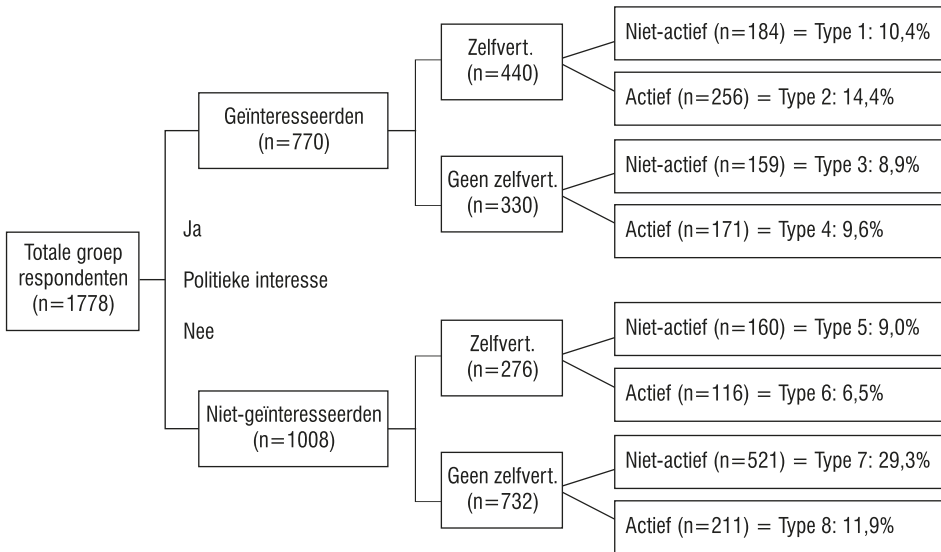 Totale groep
respondenten
(n=1778)
Ja
Politieke interesse
Nee
Geïnteresseerden
(n=770)
Niet-geïnteresseerden
(n=1008)
Zelfvert.
(n=440)
Geen zelfvert.
(n=330)
Zelfvert.
(n=276)
Geen zelfvert.
(n=732)
Niet-actief (n=184) = Type 1: 10,4%
Actief (n=256) = Type 2: 14,4%
Niet-actief (n=159) = Type 3: 8,9%
Actief (n=171) = Type 4: 9,6%
Niet-actief (n=160) = Type 5: 9,0%
Actief (n=116) = Type 6: 6,5%
Niet-actief (n=521) = Type 7: 29,3%
Actief (n=211) = Type 8: 11,9%